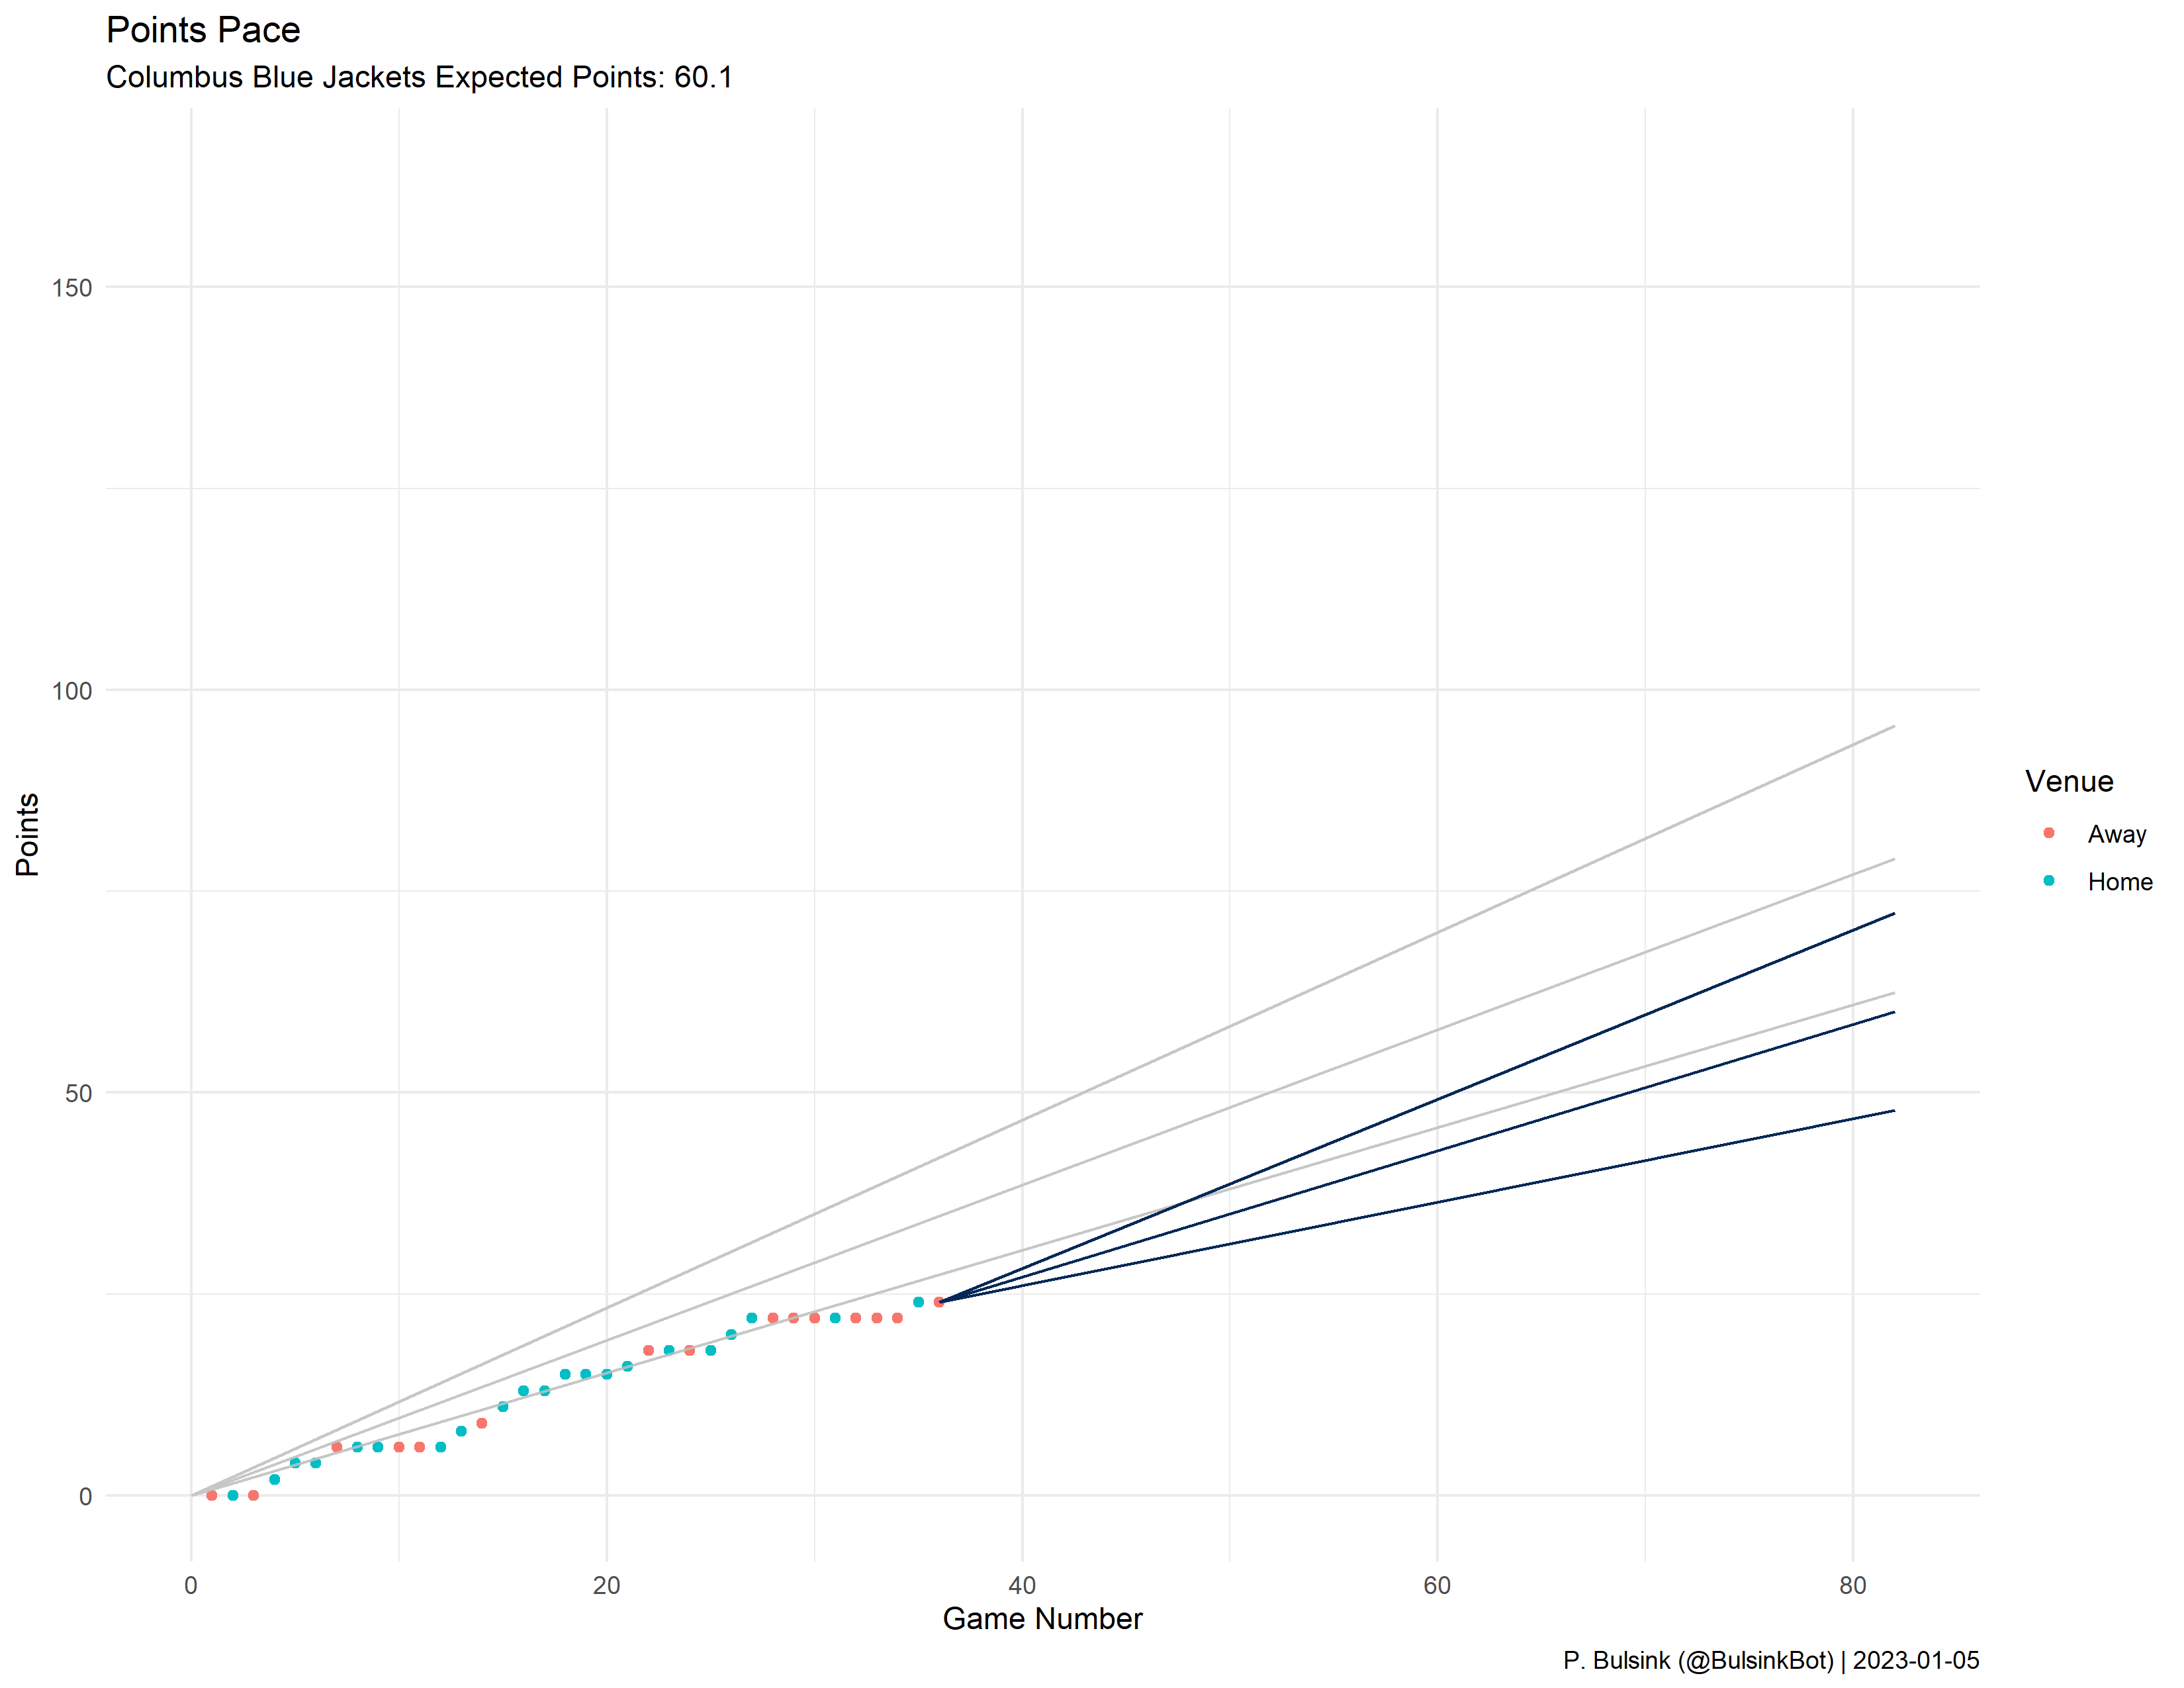 Points Pace
Columbus Blue Jackets Expected Points: 60.1
150
100
50
0
Points
0 20 40 60 80
Game Number
Venue
Away
Home
P. Bulsink (@BulsinkBot) | 2023-01-05